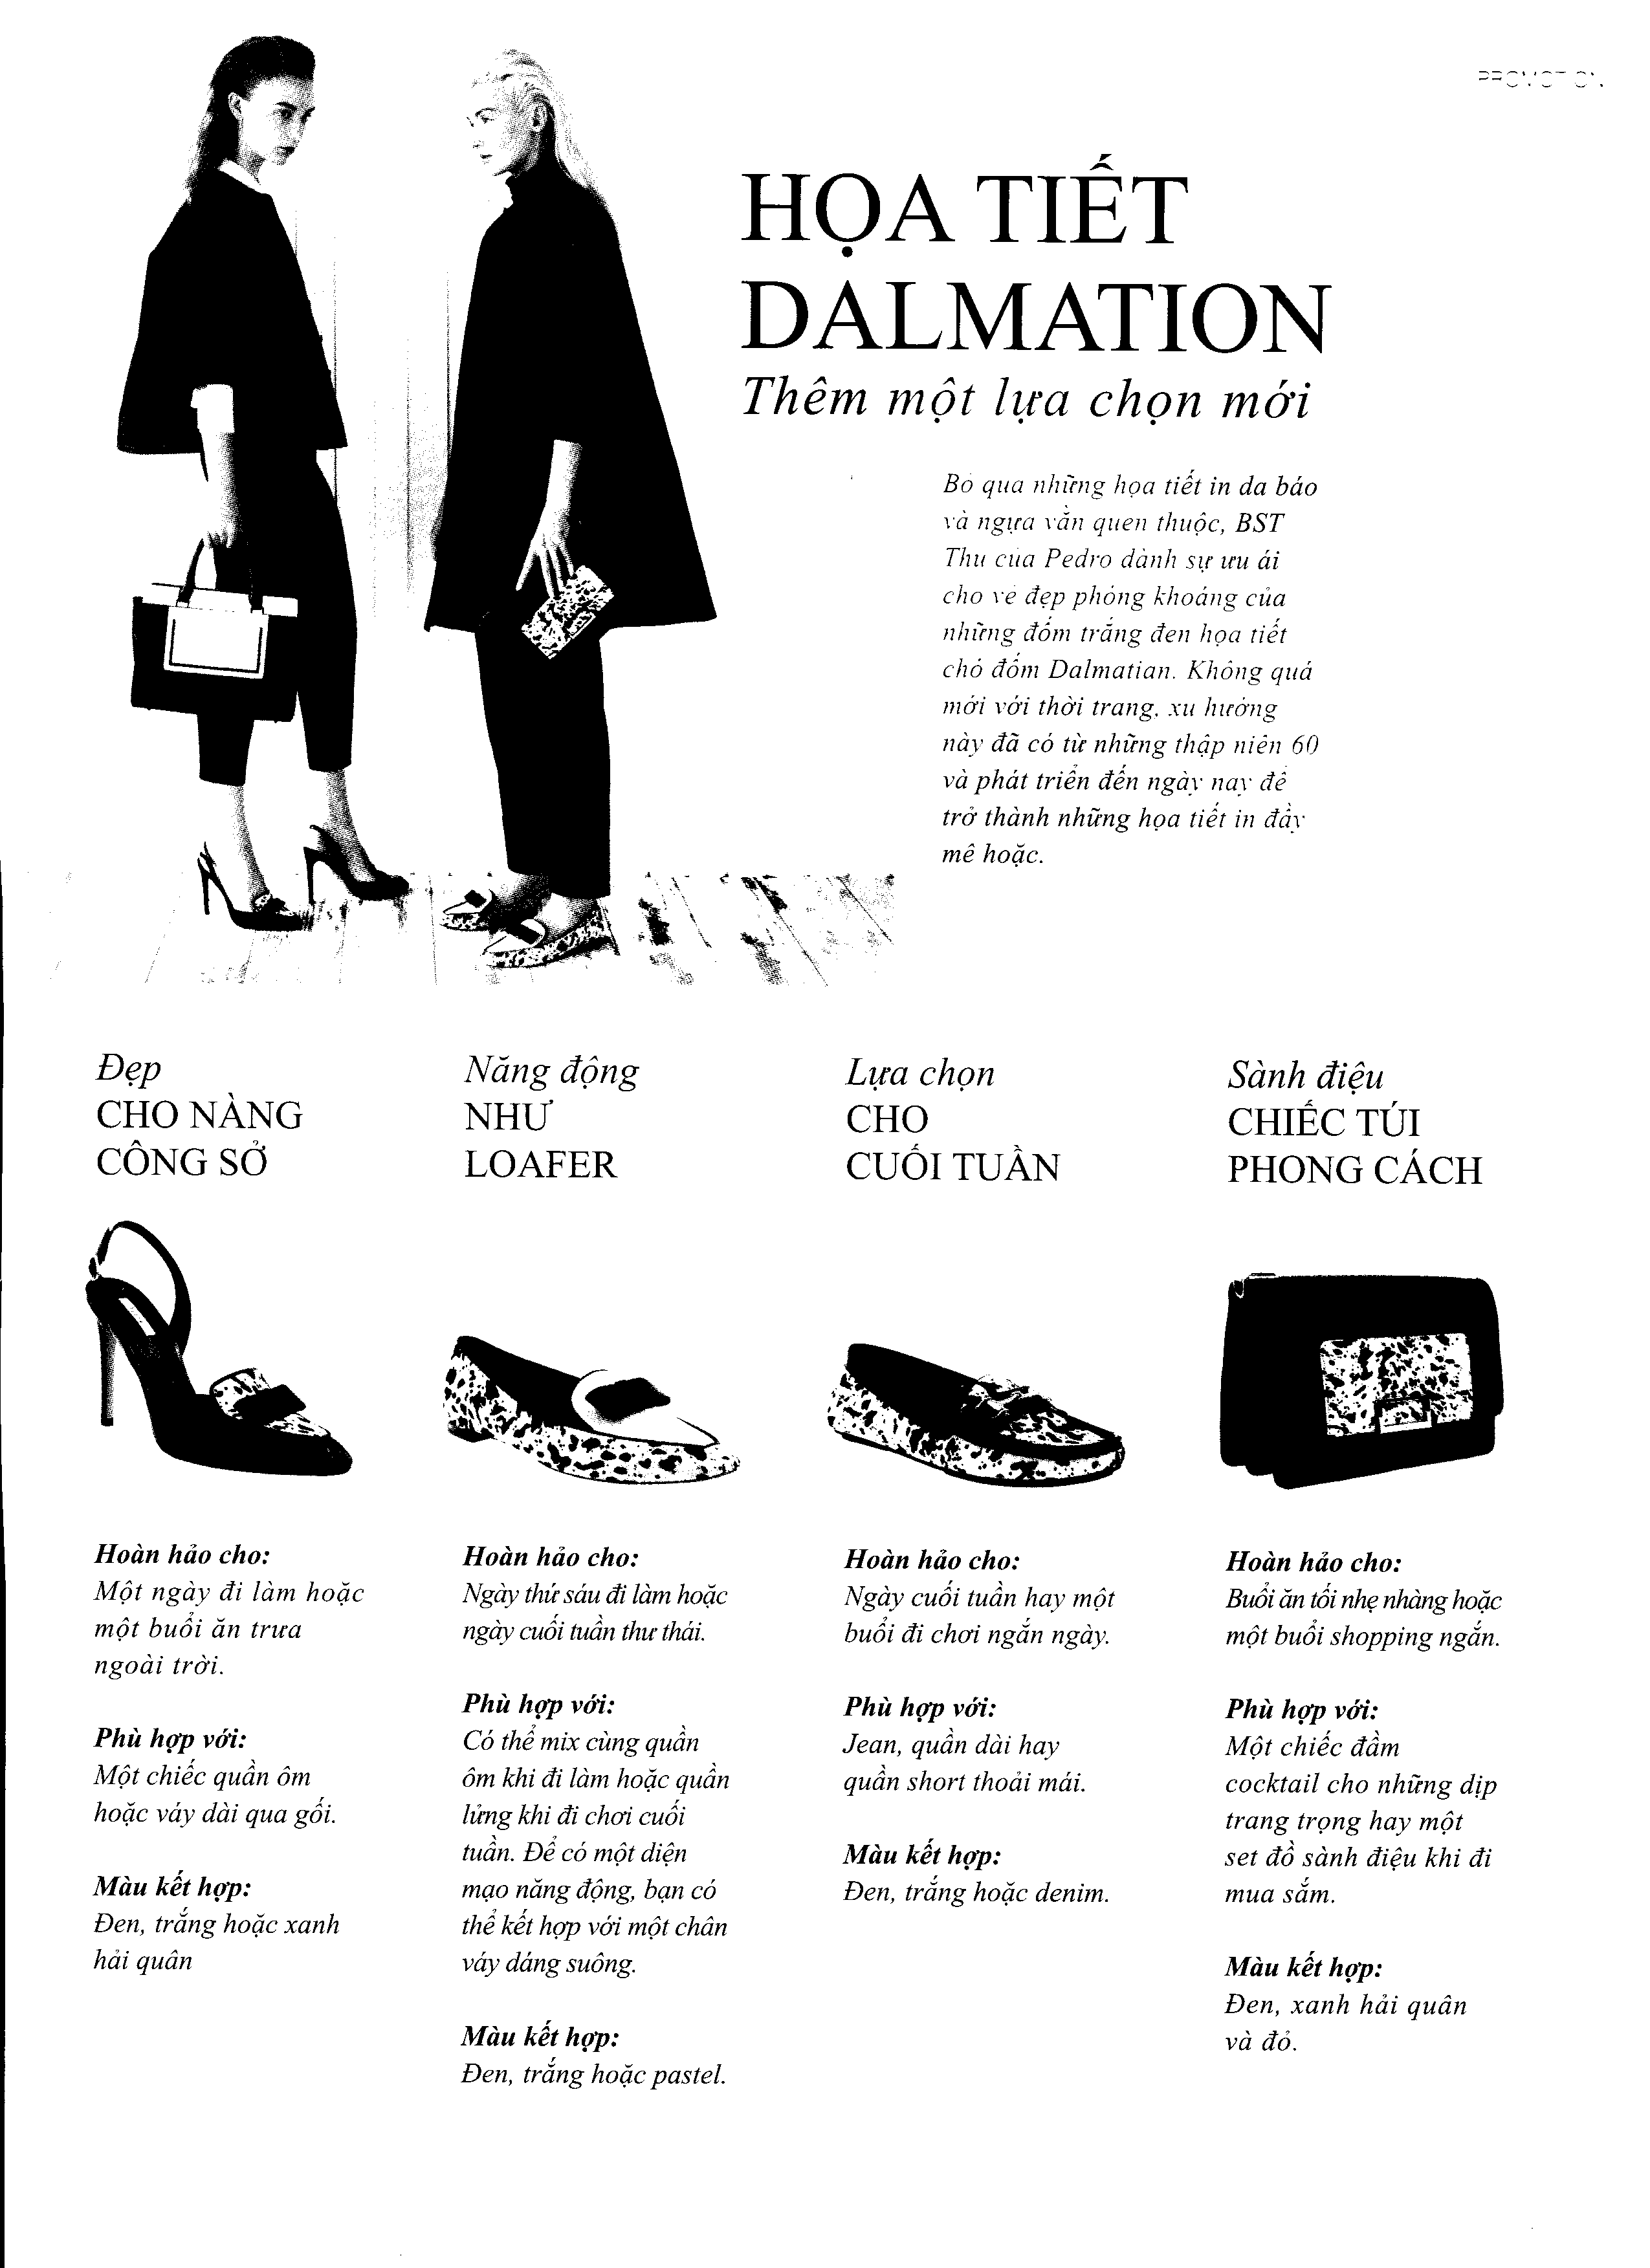 PROMOTION
HỌA TIẾT
DALMATION
Thêm một lựa chọn mới
Bỏ qua những họa tiết in da báo
và ngựa vằn quen thuộc, BST
Thu của Pedro dành sự ưu ái
cho vẻ đẹp phóng khoáng của
những đốm trắng đen họa tiết
chó đốm Dalmatian. Không quá
mới với thời trang, xu hướng
này đã có từ những thập niên 60
và phát triển đến ngày nay để
trở thành những họa tiết in đầy
mê hoặc.
Đẹp
CHO NÀNG
CÔNG SỞ
Hoàn hảo cho:
Một ngày đi làm hoặc
một buổi ăn trưa
ngoài trời.
Phù hợp với:
Một chiếc quần ôm
hoặc váy dài qua gối.
Màu kết hợp:
Đen, trắng hoặc xanh
hải quân
Năng động
NHƯ
LOAFER
Hoàn hảo cho:
Ngày thứ sáu đi làm hoặc
ngày cuối tuần thư thái.
Phù hợp với:
Có thể mix cùng quần
ôm khi đi làm hoặc quần
lửng khi đi chơi cuối
tuần. Để có một diện
mạo năng động, bạn có
thể kết hợp với một chân
váy dáng suông.
Màu kết hợp:
Đen, trắng hoặc pastel.
Lựa chọn
CHO
CUỐI TUẦN
Hoàn hảo cho:
Ngày cuối tuần hay một
buổi đi chơi ngắn ngày.
Phù hợp với:
Jean, quần dài hay
quần short thoải mái.
Màu kết hợp:
Đen, trắng hoặc denim.
Sành điệu
CHIẾC TÚI
PHONG CÁCH
Hoàn hảo cho:
Buổi ăn tối nhẹ nhàng hoặc
một buổi shopping ngắn.
Phù hợp với:
Một chiếc đầm
cocktail cho những dịp
trang trọng hay một
set đồ sành điệu khi đi
mua sắm.
Màu kết hợp:
Đen, xanh hải quân
và đỏ.